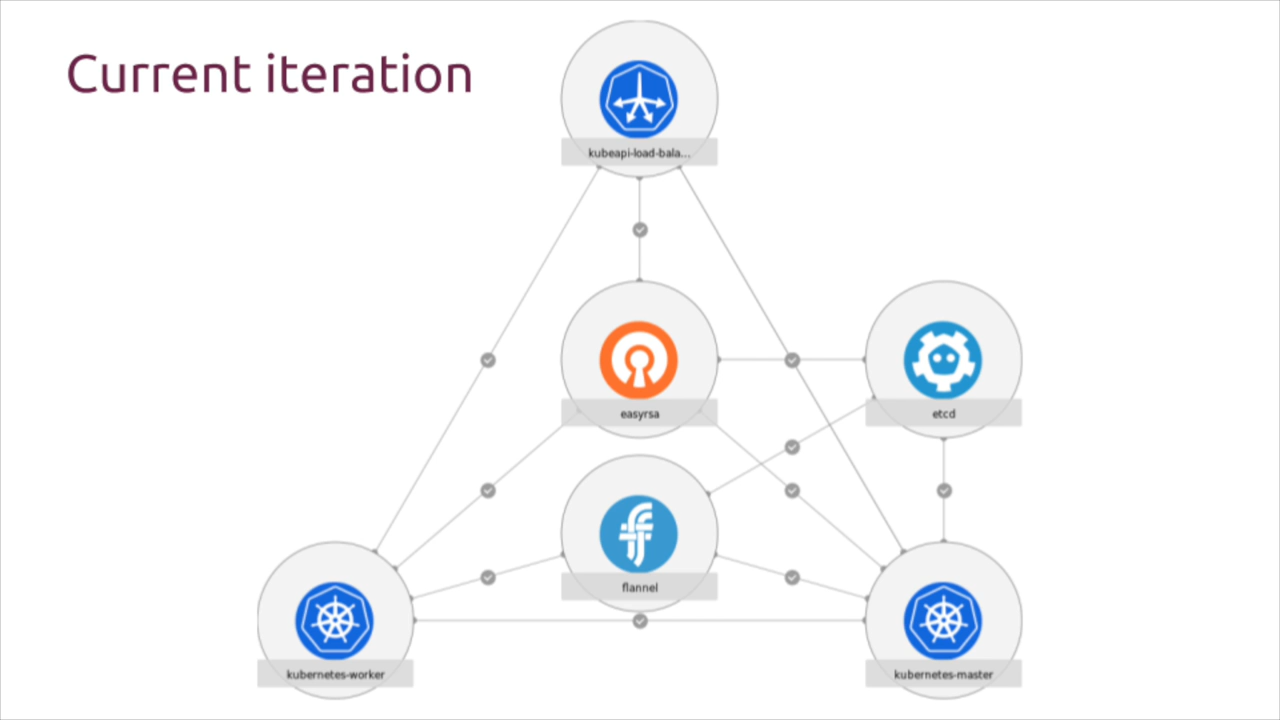 Current iteration
kubeapi-load-bala...
easyrsa
etcd
flannel
kubernetes-worker
kubernetes-master